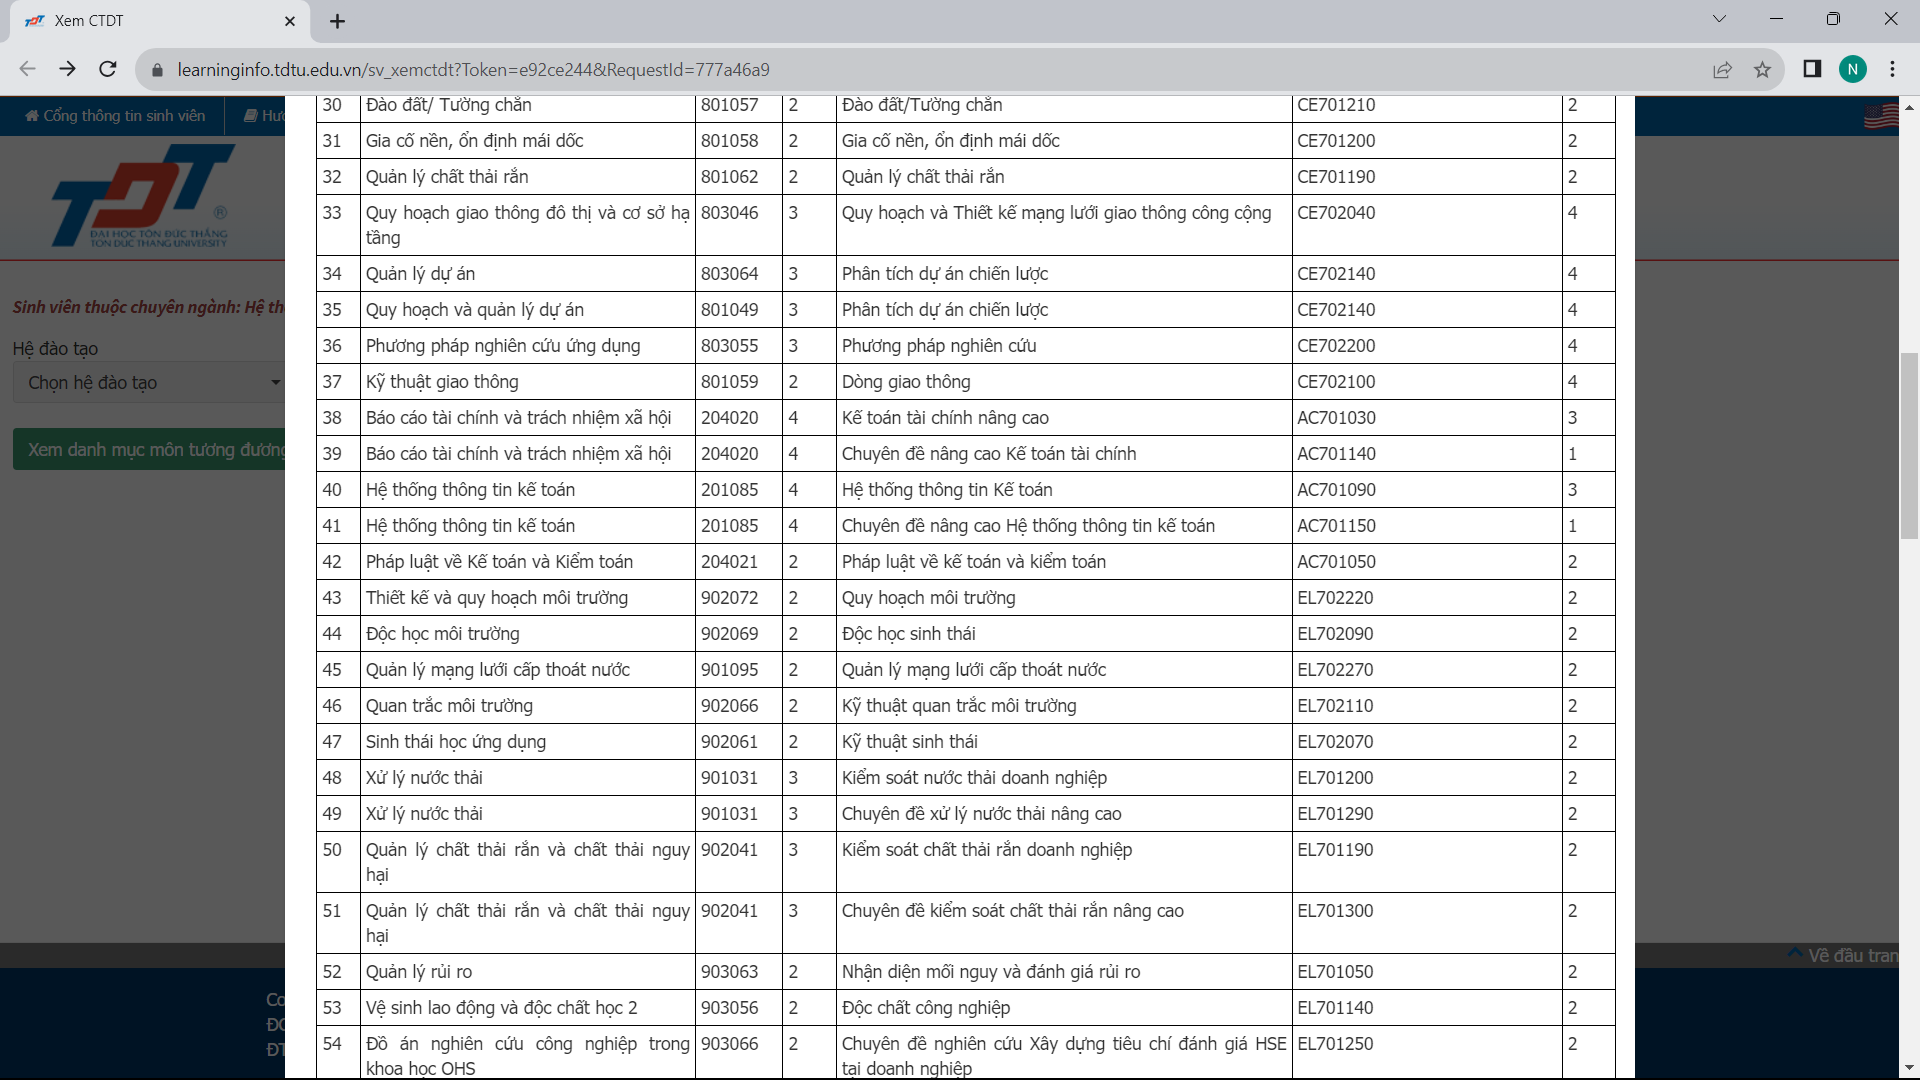 Xem CTDT
learninginfo.tdtu.edu.vn/sv_xemctdt?Token=e92ce244&RequestId=777a46a9
N
Cổng thông tin sinh viên
Hướ
TDT
®
ĐẠI HỌC TÔN ĐỨC THẮNG
TON DUC THANG UNIVERSITY
Sinh viên thuộc chuyên ngành: Hệ th
Hệ đào tạo
Chọn hệ đào tạo
Xem danh mục môn tương đương
30 Đào đất/ Tường chắn 801057 2 Đào đất/Tường chắn CE701210 2
31 Gia cố nền, ổn định mái dốc 801058 2 Gia cố nền, ổn định mái dốc CE701200 2
32 Quản lý chất thải rắn 801062 2 Quản lý chất thải rắn CE701190 2
33 Quy hoạch giao thông đô thị và cơ sở hạ 803046 3 Quy hoạch và Thiết kế mạng lưới giao thông công cộng CE702040 4
tầng
34 Quản lý dự án 803064 3 Phân tích dự án chiến lược CE702140 4
35 Quy hoạch và quản lý dự án 801049 3 Phân tích dự án chiến lược CE702140 4
36 Phương pháp nghiên cứu ứng dụng 803055 3 Phương pháp nghiên cứu CE702200 4
37 Kỹ thuật giao thông 801059 2 Dòng giao thông CE702100 4
38 Báo cáo tài chính và trách nhiệm xã hội 204020 4 Kế toán tài chính nâng cao AC701030 3
39 Báo cáo tài chính và trách nhiệm xã hội 204020 4 Chuyên đề nâng cao Kế toán tài chính AC701140 1
40 Hệ thống thông tin kế toán 201085 4 Hệ thống thông tin Kế toán AC701090 3
41 Hệ thống thông tin kế toán 201085 4 Chuyên đề nâng cao Hệ thống thông tin kế toán AC701150 1
42 Pháp luật về Kế toán và Kiểm toán 204021 2 Pháp luật về kế toán và kiểm toán AC701050 2
43 Thiết kế và quy hoạch môi trường 902072 2 Quy hoạch môi trường EL702220 2
44 Độc học môi trường 902069 2 Độc học sinh thái EL702090 2
45 Quản lý mạng lưới cấp thoát nước 901095 2 Quản lý mạng lưới cấp thoát nước EL702270 2
46 Quan trắc môi trường 902066 2 Kỹ thuật quan trắc môi trường EL702110 2
47 Sinh thái học ứng dụng 902061 2 Kỹ thuật sinh thái EL702070 2
48 Xử lý nước thải 901031 3 Kiểm soát nước thải doanh nghiệp EL701200 2
49 Xử lý nước thải 901031 3 Chuyên đề xử lý nước thải nâng cao EL701290 2
50 Quản lý chất thải rắn và chất thải nguy 902041 3 Kiểm soát chất thải rắn doanh nghiệp EL701190 2
hại
51 Quản lý chất thải rắn và chất thải nguy 902041 3 Chuyên đề kiểm soát chất thải rắn nâng cao EL701300 2
hại
52 Quản lý rủi ro 903063 2 Nhận diện mối nguy và đánh giá rủi ro EL701050 2
53 Vệ sinh lao động và độc chất học 2 903056 2 Độc chất công nghiệp EL701140 2
54 Đồ án nghiên cứu công nghiệp trong 903066 2 Chuyên đề nghiên cứu Xây dựng tiêu chí đánh giá HSE EL701250 2
khoa học OHS tại doanh nghiệp
Về đầu tran
Co
ĐC
ĐT